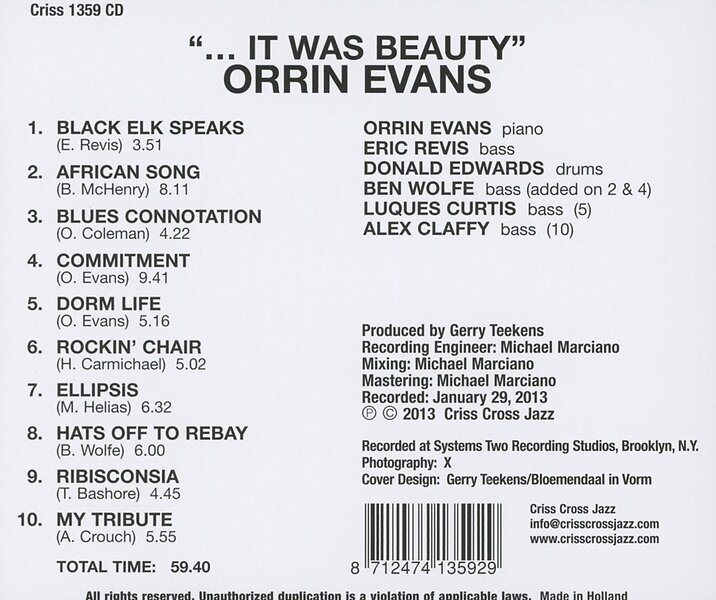 Criss 1359 CD
“... IT WAS BEAUTY”
ORRIN EVANS
1. BLACK ELK SPEAKS
(E. Revis) 3.51
2. AFRICAN SONG
(B. McHenry) 8.11
3. BLUES CONNOTATION
(O. Coleman) 4.22
4. COMMITMENT
(O. Evans) 9.41
5. DORM LIFE
(O. Evans) 5.16
6. ROCKIN’ CHAIR
(H. Carmichael) 5.02
7. ELLIPSIS
(M. Helias) 6.32
8. HATS OFF TO REBAY
(B. Wolfe) 6.00
9. RIBISCONSIA
(T. Bashore) 4.45
10. MY TRIBUTE
(A. Crouch) 5.55
TOTAL TIME: 59.40
ORRIN EVANS piano
ERIC REVIS bass
DONALD EDWARDS drums
BEN WOLFE bass (added on 2 & 4)
LUQUES CURTIS bass (5)
ALEX CLAFFY bass (10)
Produced by Gerry Teekens
Recording Engineer: Michael Marciano
Mixing: Michael Marciano
Mastering: Michael Marciano
Recorded: January 29, 2013
℗ © 2013 Criss Cross Jazz
Recorded at Systems Two Recording Studios, Brooklyn, N.Y.
Photography: X
Cover Design: Gerry Teekens/Bloemendaal in Vorm
8 712474 135929
Criss Cross Jazz
info@crisscrossjazz.com
www.crisscrossjazz.com
All rights reserved. Unauthorized duplication is a violation of applicable laws. Made in Holland